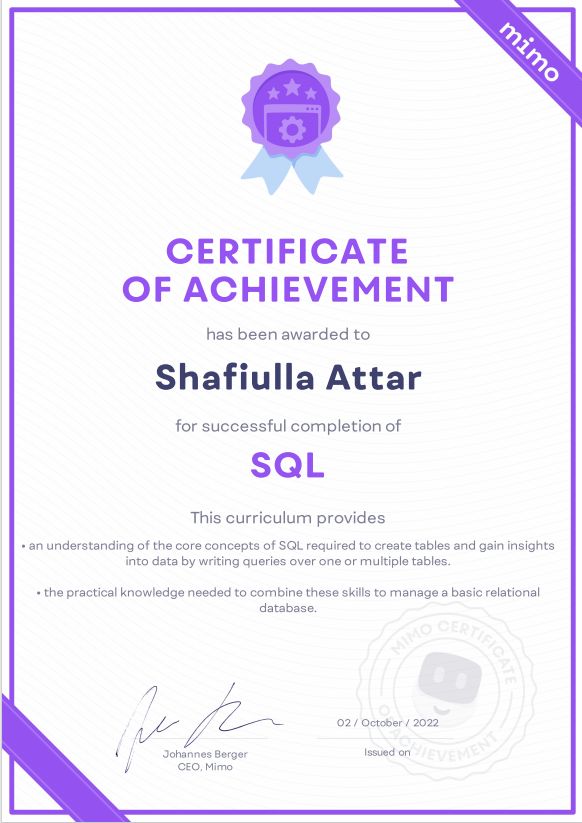 mimo
CERTIFICATE
OF ACHIEVEMENT
has been awarded to
Shafiulla Attar
for successful completion of
SQL
This curriculum provides
• an understanding of the core concepts of SQL required to create tables and gain insights
into data by writing queries over one or multiple tables.
• the practical knowledge needed to combine these skills to manage a basic relational
database.
MIMO CERTIFICATE
OF ACHIEVEMENT
02 / October / 2022
Johannes Berger
CEO, Mimo
Issued on